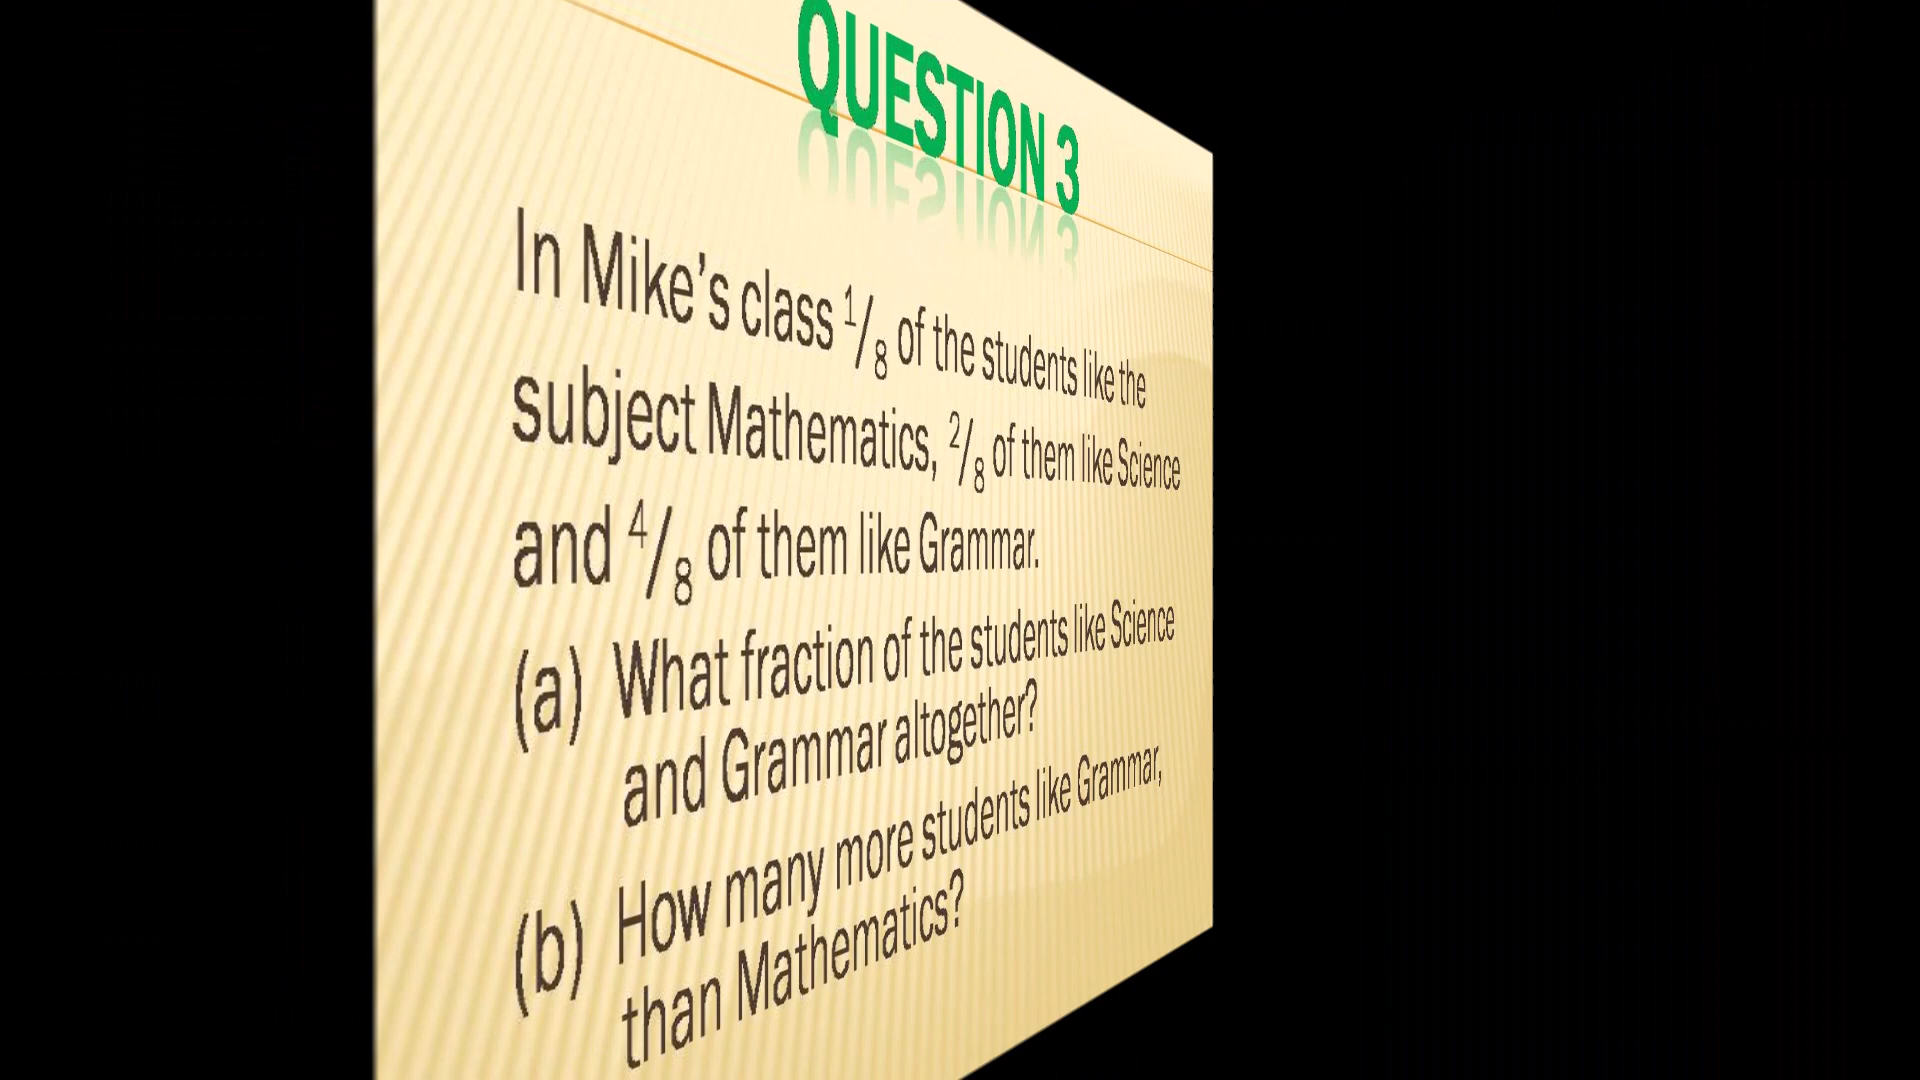 QUESTION 3
In Mike’s class 1/8 of the students like the
subject Mathematics, 2/8 of them like Science
and 4/8 of them like Grammar.
(a) What fraction of the students like Science
and Grammar altogether?
(b) How many more students like Grammar,
than Mathematics?